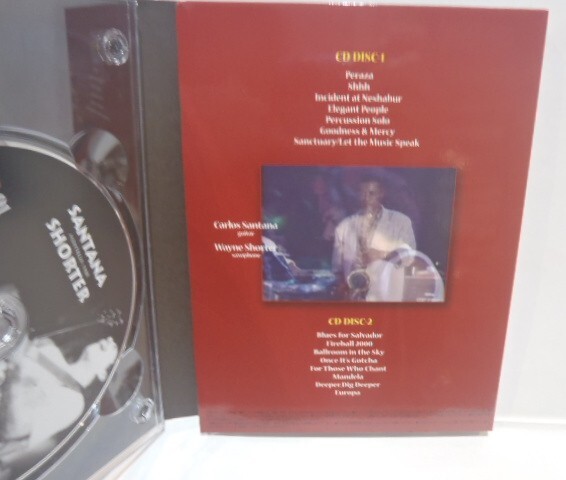 CD DISC 1
Peraza
Shhh
Incident at Neshabur
Elegant People
Percussion Solo
Goodness & Mercy
Sanctuary/Let the Music Speak
Carlos Santana
guitar
Wayne Shorter
saxophone
CD DISC 2
Blues for Salvador
Fireball 2000
Ballroom in the Sky
Once It's Gotcha
For Those Who Chant
Mandela
Deeper, Dig Deeper
Europa
SANTANA
SHORTER